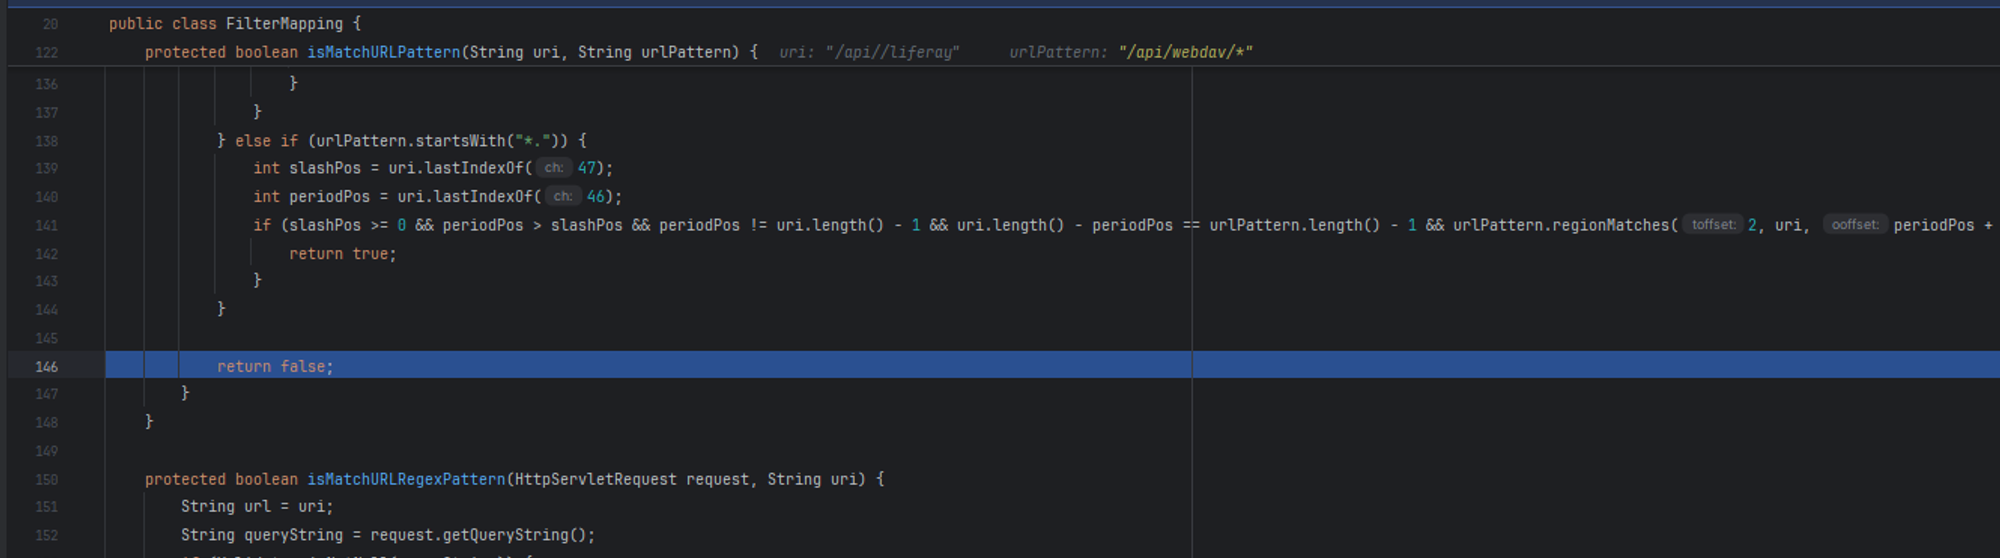 20 public class FilterMapping {
122 protected boolean isMatchURLPattern(String uri, String urlPattern) { uri: "/api//liferay" urlPattern: "/api/webdav/*"
136 }
137 }
138 } else if (urlPattern.startsWith("*.")) {
139 int slashPos = uri.lastIndexOf( ch: 47);
140 int periodPos = uri.lastIndexOf( ch: 46);
141 if (slashPos >= 0 && periodPos > slashPos && periodPos != uri.length() - 1 && uri.length() - periodPos == urlPattern.length() - 1 && urlPattern.regionMatches( toffset: 2, uri, ooffset: periodPos +
142 return true;
143 }
144 }
145
146 return false;
147 }
148 }
149
150 protected boolean isMatchURLRegexPattern(HttpServletRequest request, String uri) {
151 String url = uri;
152 String queryString = request.getQueryString();